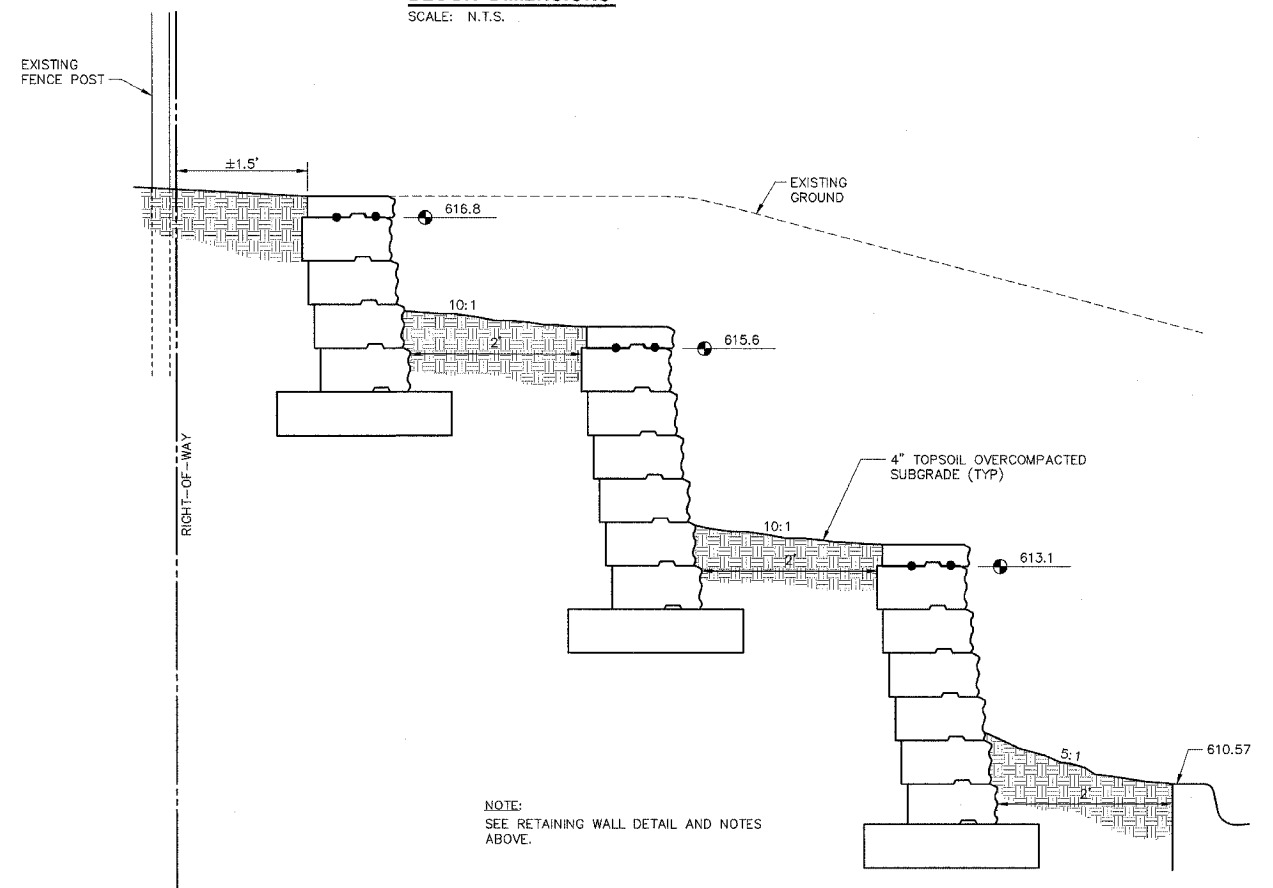 SCALE: N.T.S.
EXISTING
FENCE POST
±1.5'
EXISTING
GROUND
616.8
10:1
2'
615.6
RIGHT-OF-WAY
4" TOPSOIL OVERCOMPACTED
SUBGRADE (TYP)
10:1
2'
613.1
5:1
610.57
2'
NOTE:
SEE RETAINING WALL DETAIL AND NOTES
ABOVE.